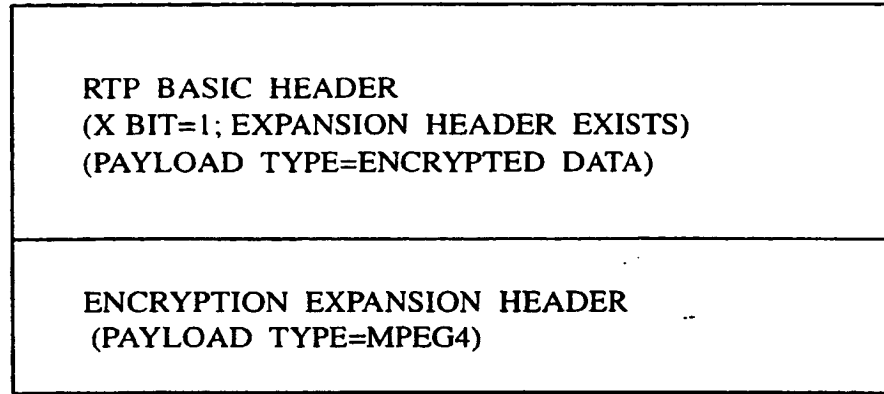 RTP BASIC HEADER
(X BIT=1; EXPANSION HEADER EXISTS)
(PAYLOAD TYPE=ENCRYPTED DATA)
ENCRYPTION EXPANSION HEADER
(PAYLOAD TYPE=MPEG4)